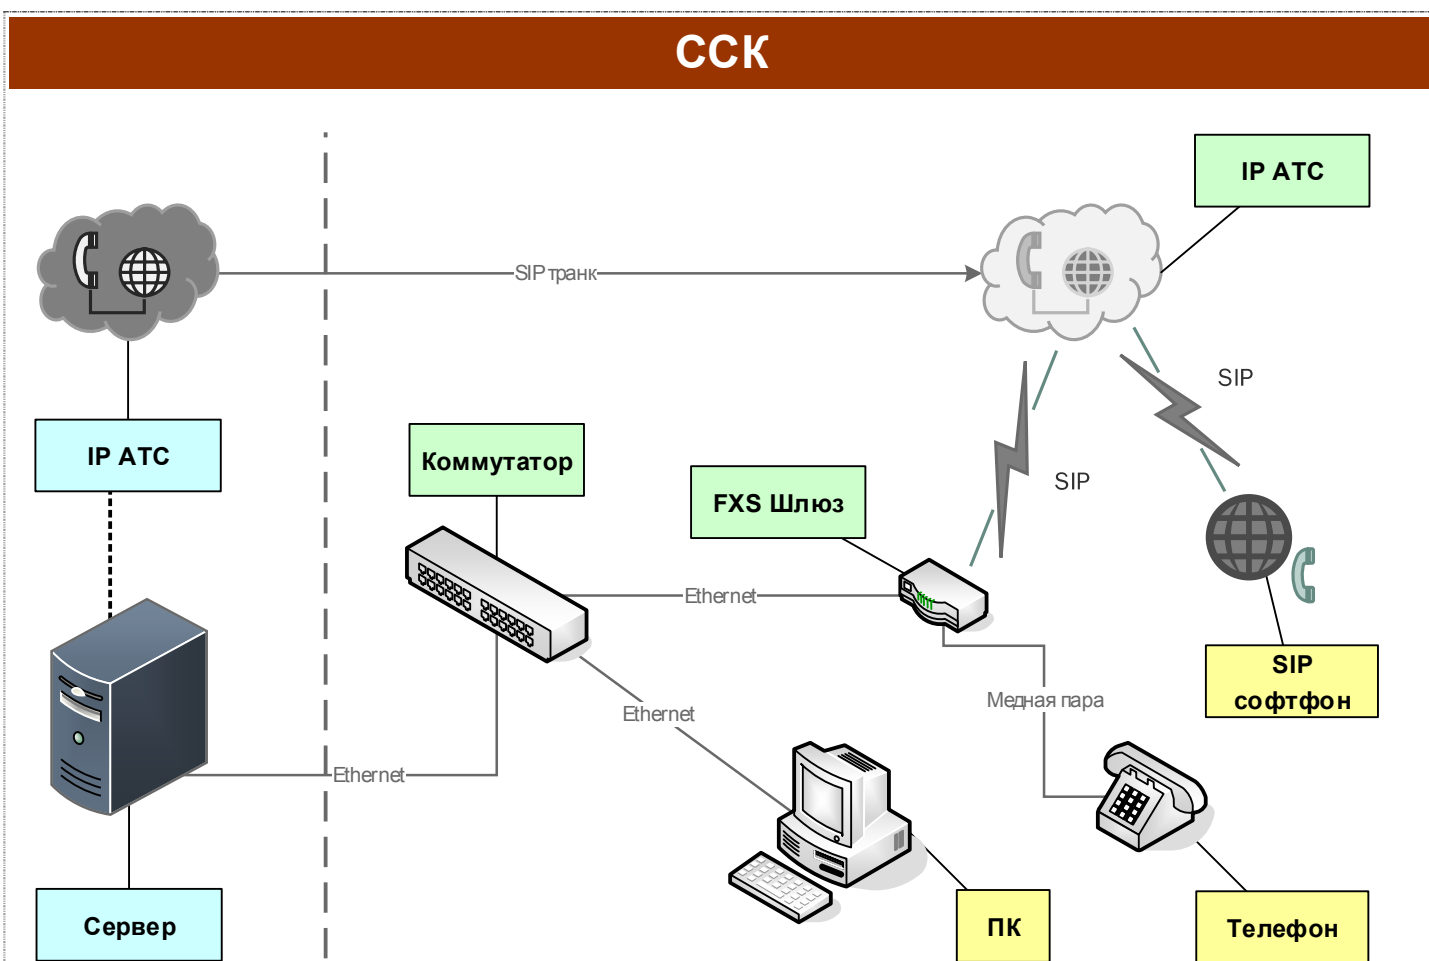 ССК
IP АТС
SIP транк
SIP
IP АТС
Коммутатор
SIP
FXS Шлюз
Ethernet
SIP
софтфон
Медная пара
Ethernet
Ethernet
Сервер
ПК
Телефон